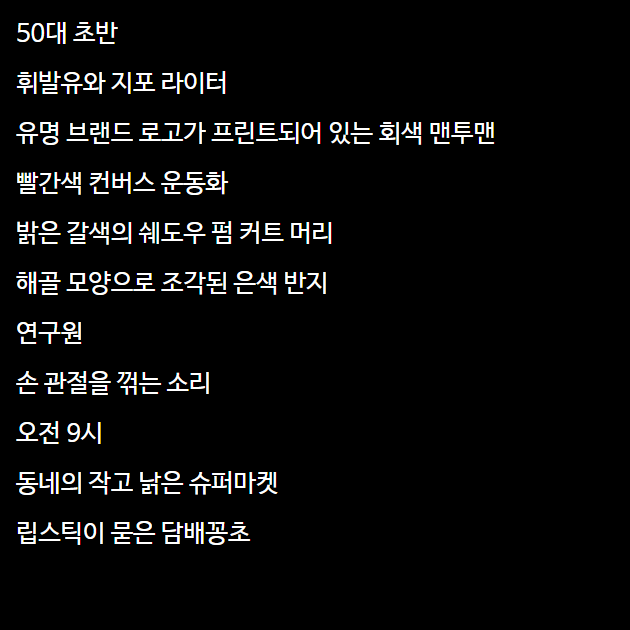 50대 초반
휘발유와 지포 라이터
유명 브랜드 로고가 프린트되어 있는 회색 맨투맨
빨간색 컨버스 운동화
밝은 갈색의 쉐도우 펌 커트 머리
해골 모양으로 조각된 은색 반지
연구원
손 관절을 꺾는 소리
오전 9시
동네의 작고 낡은 슈퍼마켓
립스틱이 묻은 담배꽁초